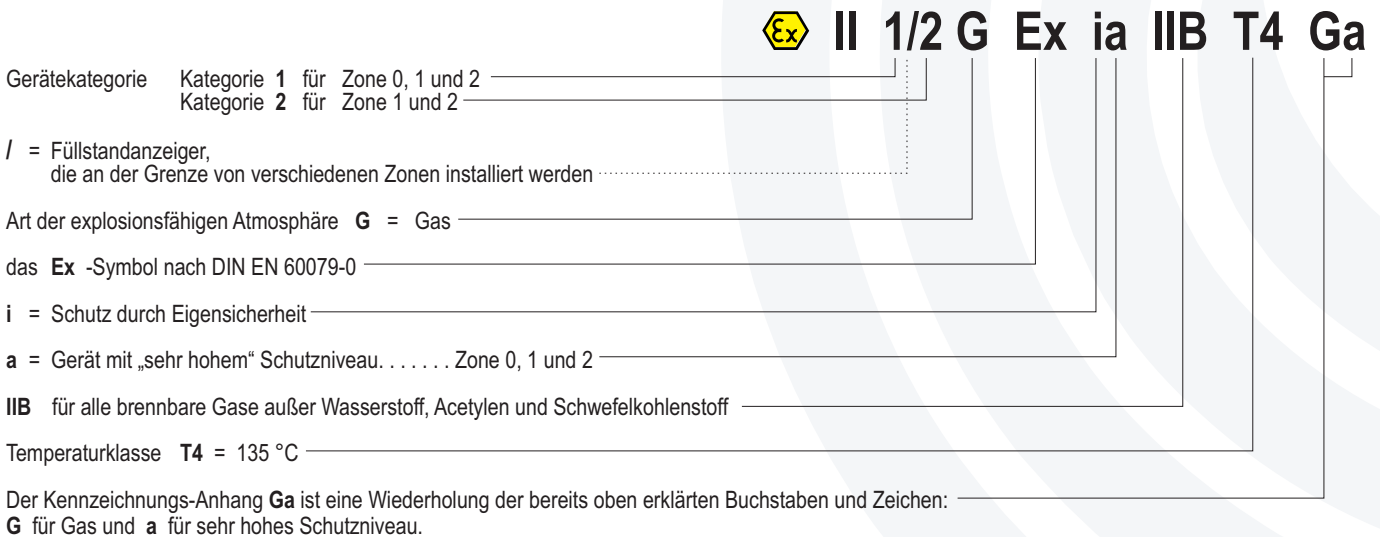 Ex II 1/2 G Ex ia IIB T4 Ga
Gerätekategorie Kategorie 1 für Zone 0, 1 und 2
Kategorie 2 für Zone 1 und 2
/ = Füllstandanzeiger,
die an der Grenze von verschiedenen Zonen installiert werden
Art der explosionsfähigen Atmosphäre G = Gas
das Ex -Symbol nach DIN EN 60079-0
i = Schutz durch Eigensicherheit
a = Gerät mit „sehr hohem“ Schutzniveau. . . . . . . Zone 0, 1 und 2
IIB für alle brennbare Gase außer Wasserstoff, Acetylen und Schwefelkohlenstoff
Temperaturklasse T4 = 135 °C
Der Kennzeichnungs-Anhang Ga ist eine Wiederholung der bereits oben erklärten Buchstaben und Zeichen:
G für Gas und a für sehr hohes Schutzniveau.